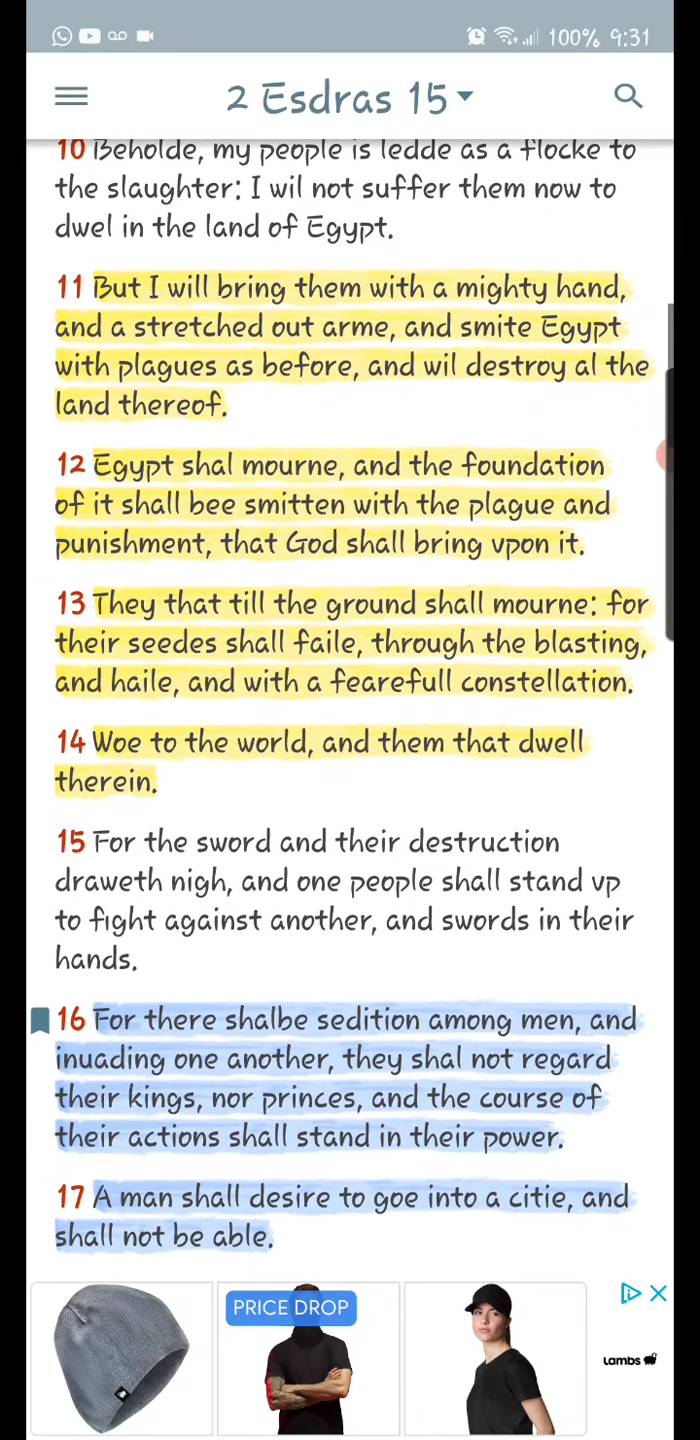 100% 9:31
2 Esdras 15
10 Beholde, my people is ledde as a flocke to
the slaughter: I wil not suffer them now to
dwel in the land of Egypt.
11 But I will bring them with a mighty hand,
and a stretched out arme, and smite Egypt
with plagues as before, and wil destroy al the
land thereof.
12 Egypt shal mourne, and the foundation
of it shall bee smitten with the plague and
punishment, that God shall bring vpon it.
13 They that till the ground shall mourne: for
their seedes shall faile, through the blasting,
and haile, and with a fearefull constellation.
14 Woe to the world, and them that dwell
therein.
15 For the sword and their destruction
draweth nigh, and one people shall stand vp
to fight against another, and swords in their
hands.
16 For there shalbe sedition among men, and
inuading one another, they shal not regard
their kings, nor princes, and the course of
their actions shall stand in their power.
17 A man shall desire to goe into a citie, and
shall not be able.
PRICE DROP
Lambs